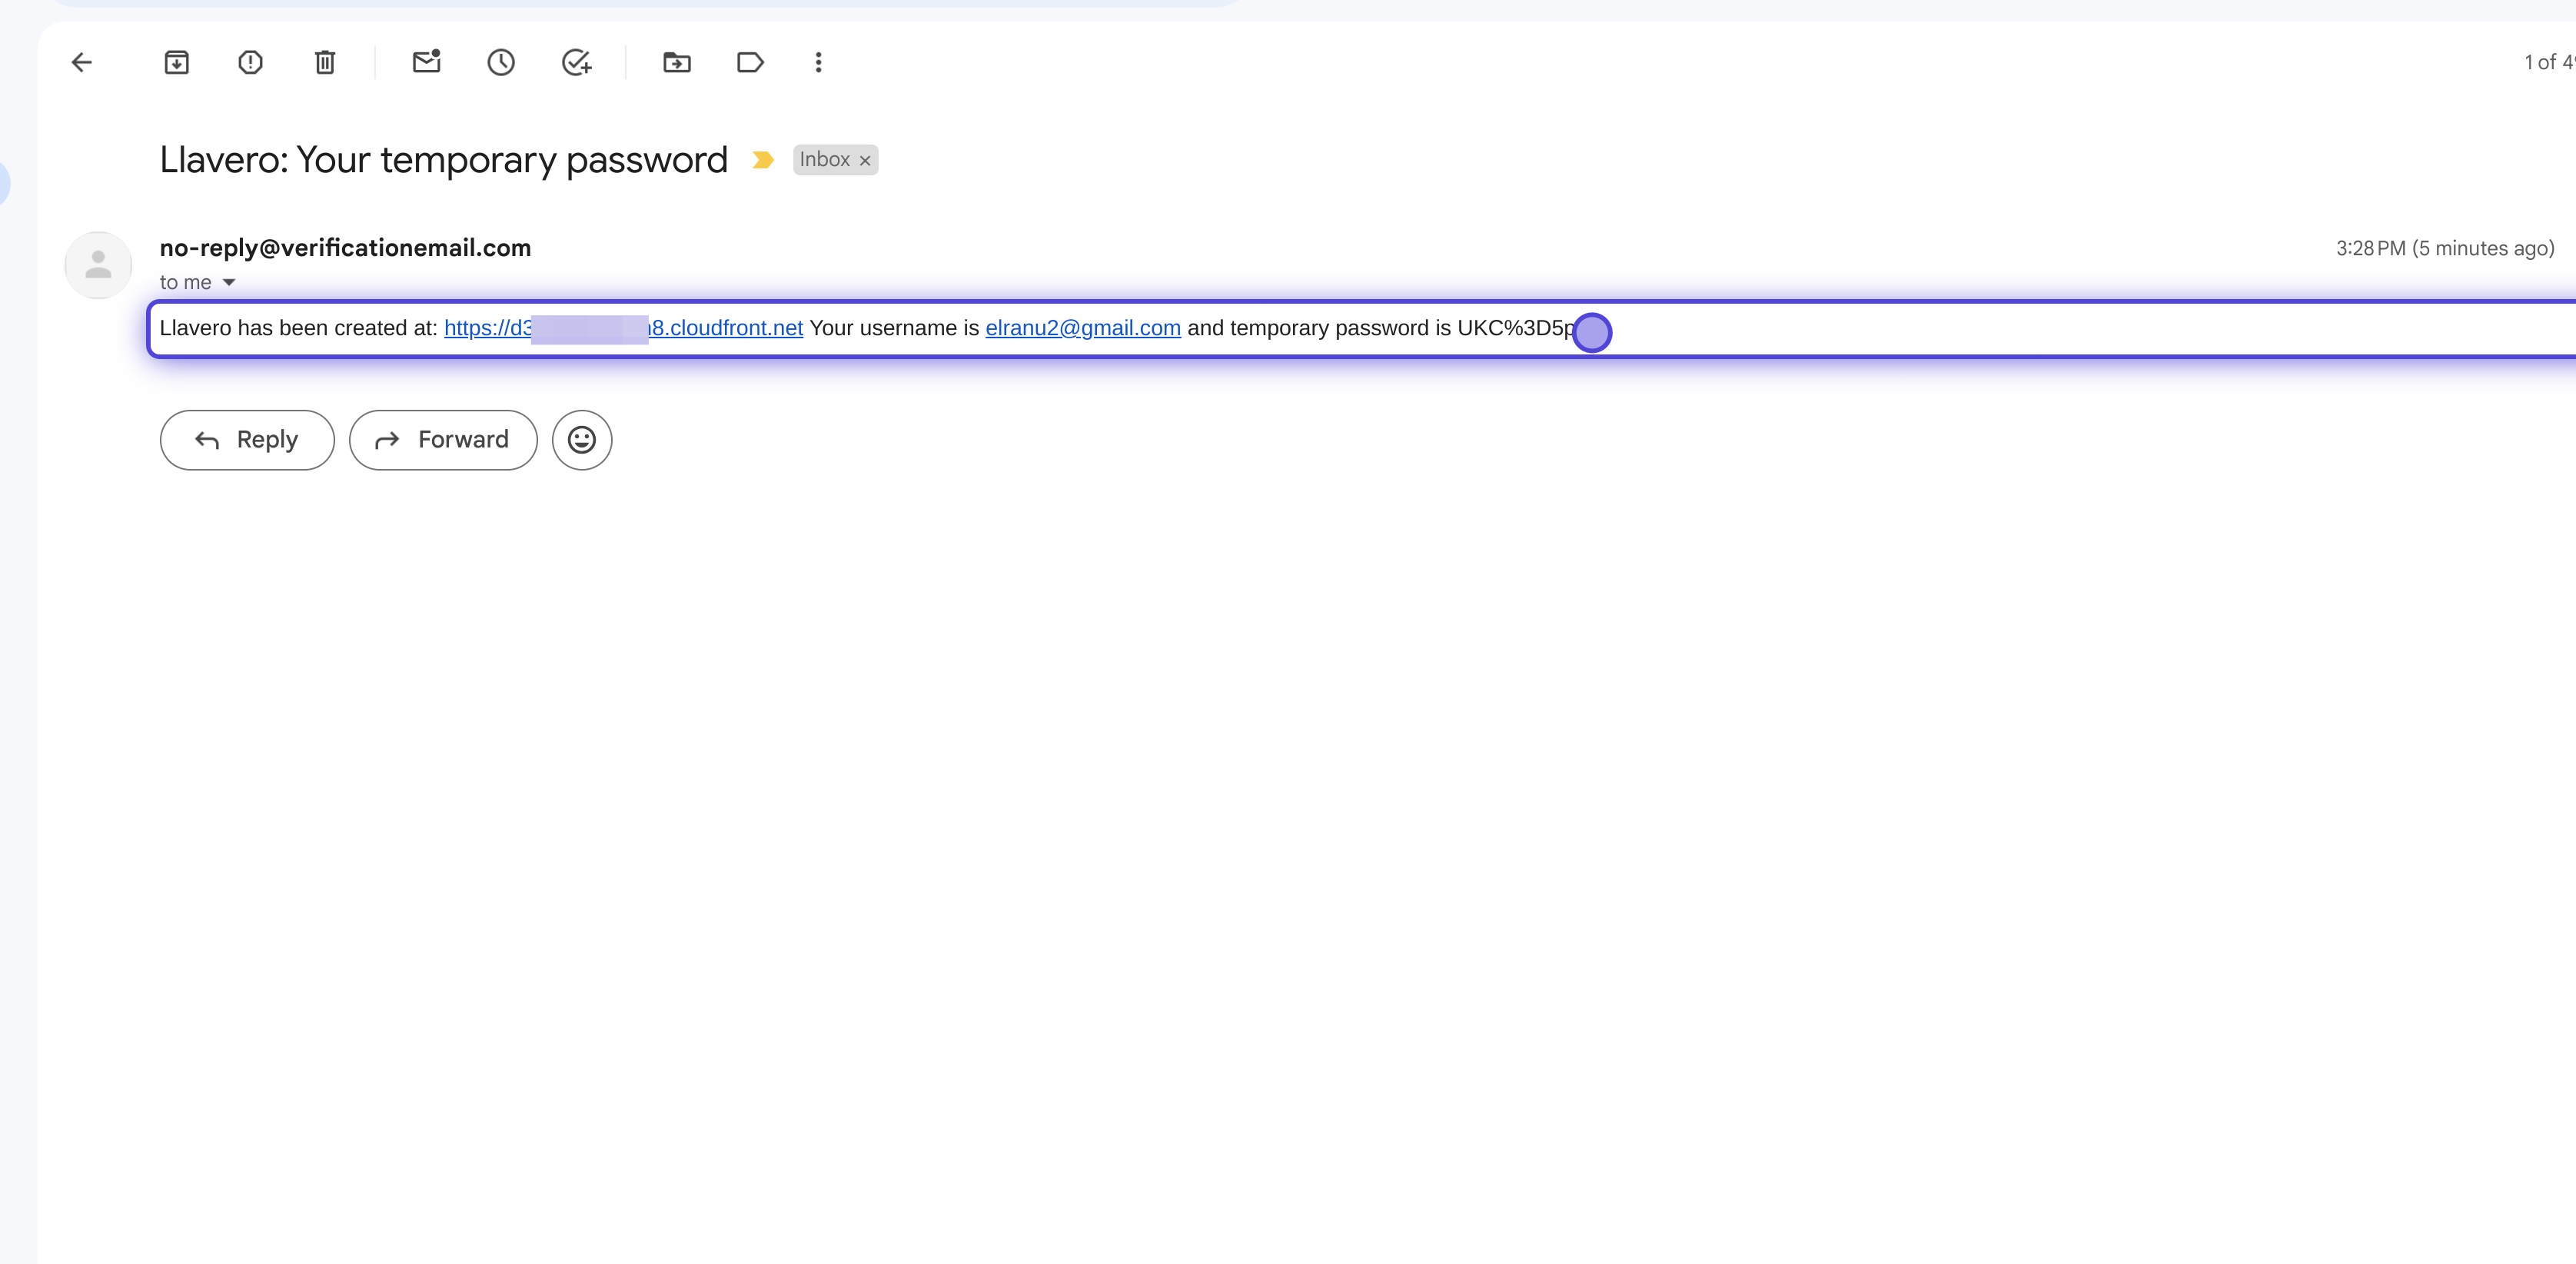 1 of 4
Llavero: Your temporary password Inbox ×
no-reply@verificationemail.com 3:28 PM (5 minutes ago)
to me
Llavero has been created at: https://d3 8.cloudfront.net Your username is elranu2@gmail.com and temporary password is UKC%3D5p
Reply Forward